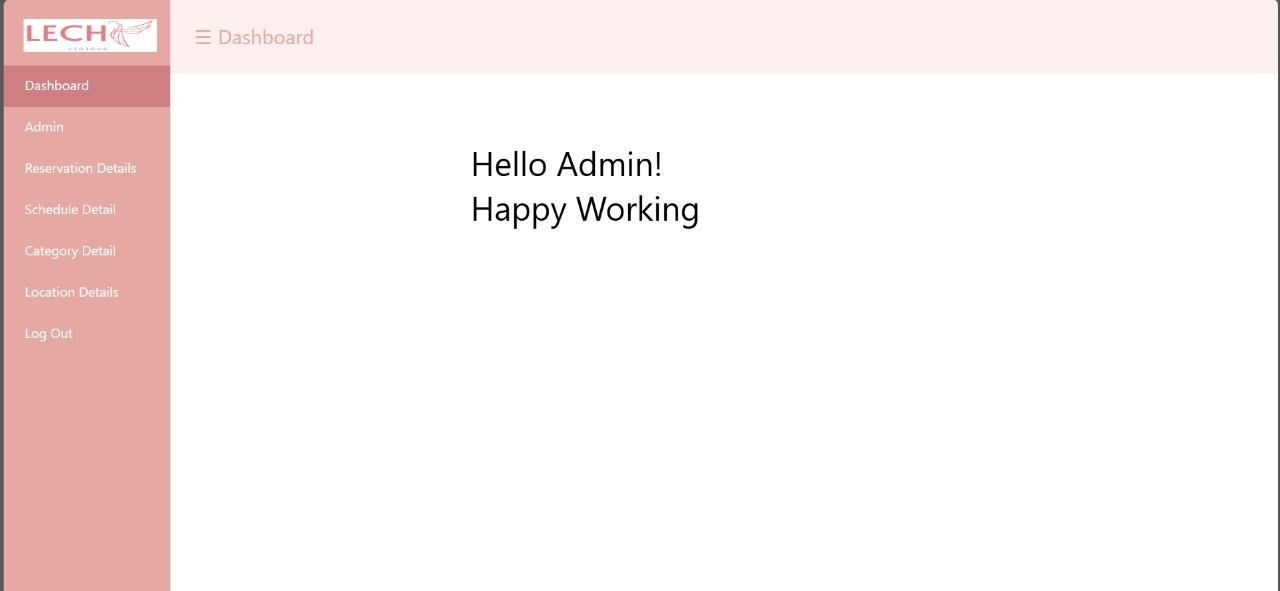 LECH
☰ Dashboard
Dashboard
Admin
Reservation Details
Schedule Detail
Category Detail
Location Details
Log Out
Hello Admin!
Happy Working